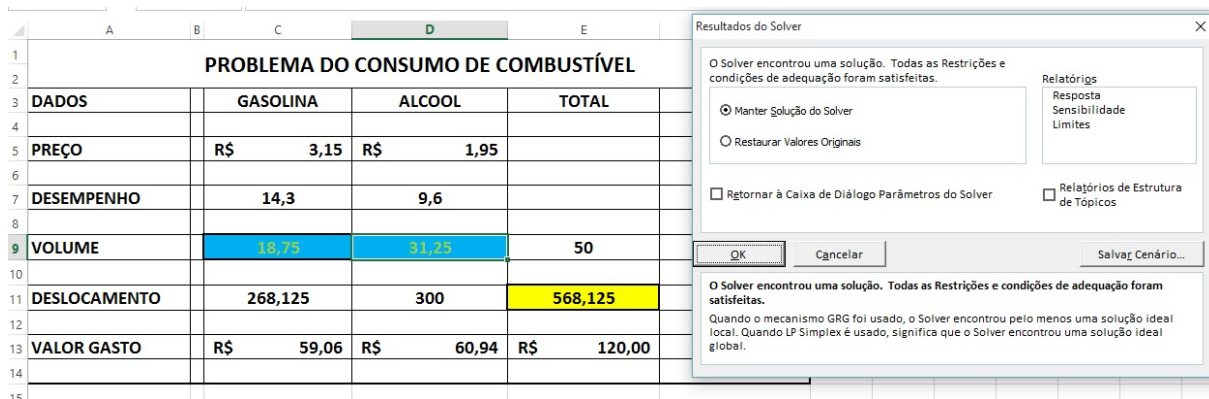 A B C D E
1
PROBLEMA DO CONSUMO DE COMBUSTÍVEL
2
3 DADOS GASOLINA ALCOOL TOTAL
4
5 PREÇO R$ 3,15 R$ 1,95
6
7 DESEMPENHO 14,3 9,6
8
9 VOLUME 18,75 31,25 50
10
11 DESLOCAMENTO 268,125 300 568,125
12
13 VALOR GASTO R$ 59,06 R$ 60,94 R$ 120,00
14
15
Resultados do Solver
O Solver encontrou uma solução. Todas as Restrições e
condições de adequação foram satisfeitas.
Manter Solução do Solver
Restaurar Valores Originais
Relatórios
Resposta
Sensibilidade
Limites
Retornar à Caixa de Diálogo Parâmetros do Solver
Relatórios de Estrutura
de Tópicos
OK Cancelar Salvar Cenário...
O Solver encontrou uma solução. Todas as Restrições e condições de adequação foram
satisfeitas.
Quando o mecanismo GRG foi usado, o Solver encontrou pelo menos uma solução ideal
local. Quando LP Simplex é usado, significa que o Solver encontrou uma solução ideal
global.